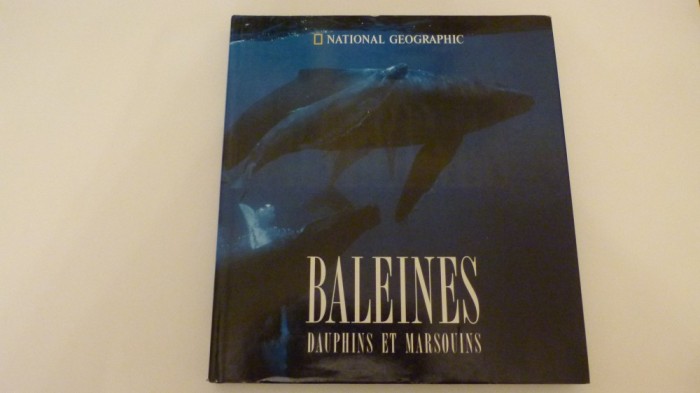 NATIONAL GEOGRAPHIC
BALEINES
DAUPHINS ET MARSOUINS